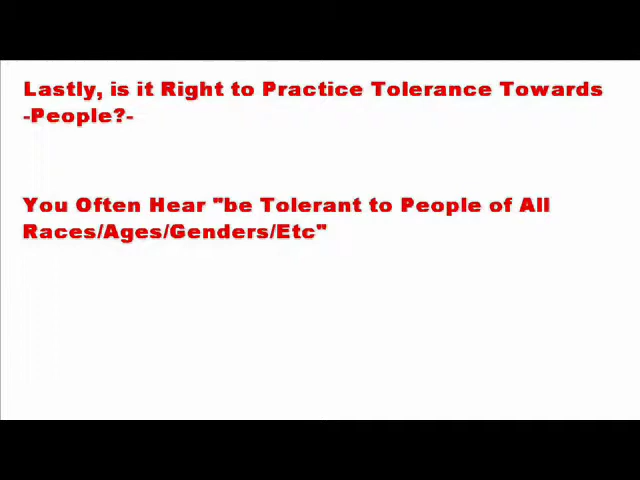 Lastly, is it Right to Practice Tolerance Towards
-People?-
You Often Hear "be Tolerant to People of All
Races/Ages/Genders/Etc"